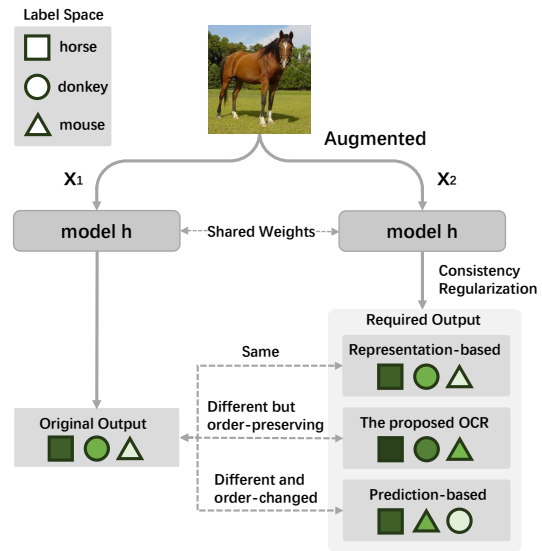 Label Space
horse
donkey
mouse
Augmented
X1
X2
model h
Shared Weights
model h
Consistency
Regularization
Required Output
Same
Representation-based
Different but
order-preserving
Original Output
The proposed OCR
Different and
order-changed
Prediction-based